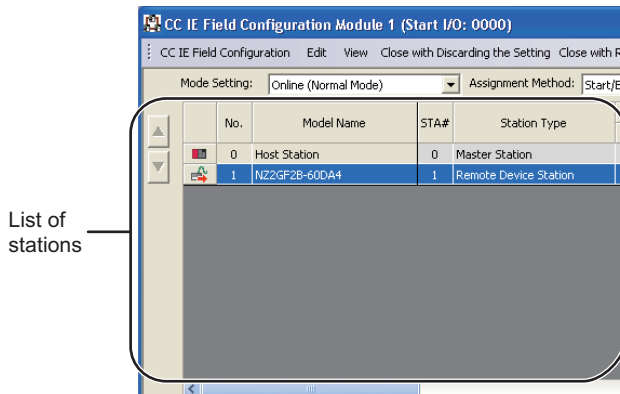 CC IE Field Configuration Module 1 (Start I/O: 0000)
CC IE Field Configuration Edit View Close with Discarding the Setting Close with R
Mode Setting: Online (Normal Mode) Assignment Method: Start/E
No. Model Name STA# Station Type
0 Host Station 0 Master Station
1 NZ2GF2B-60DA4 1 Remote Device Station
List of
stations